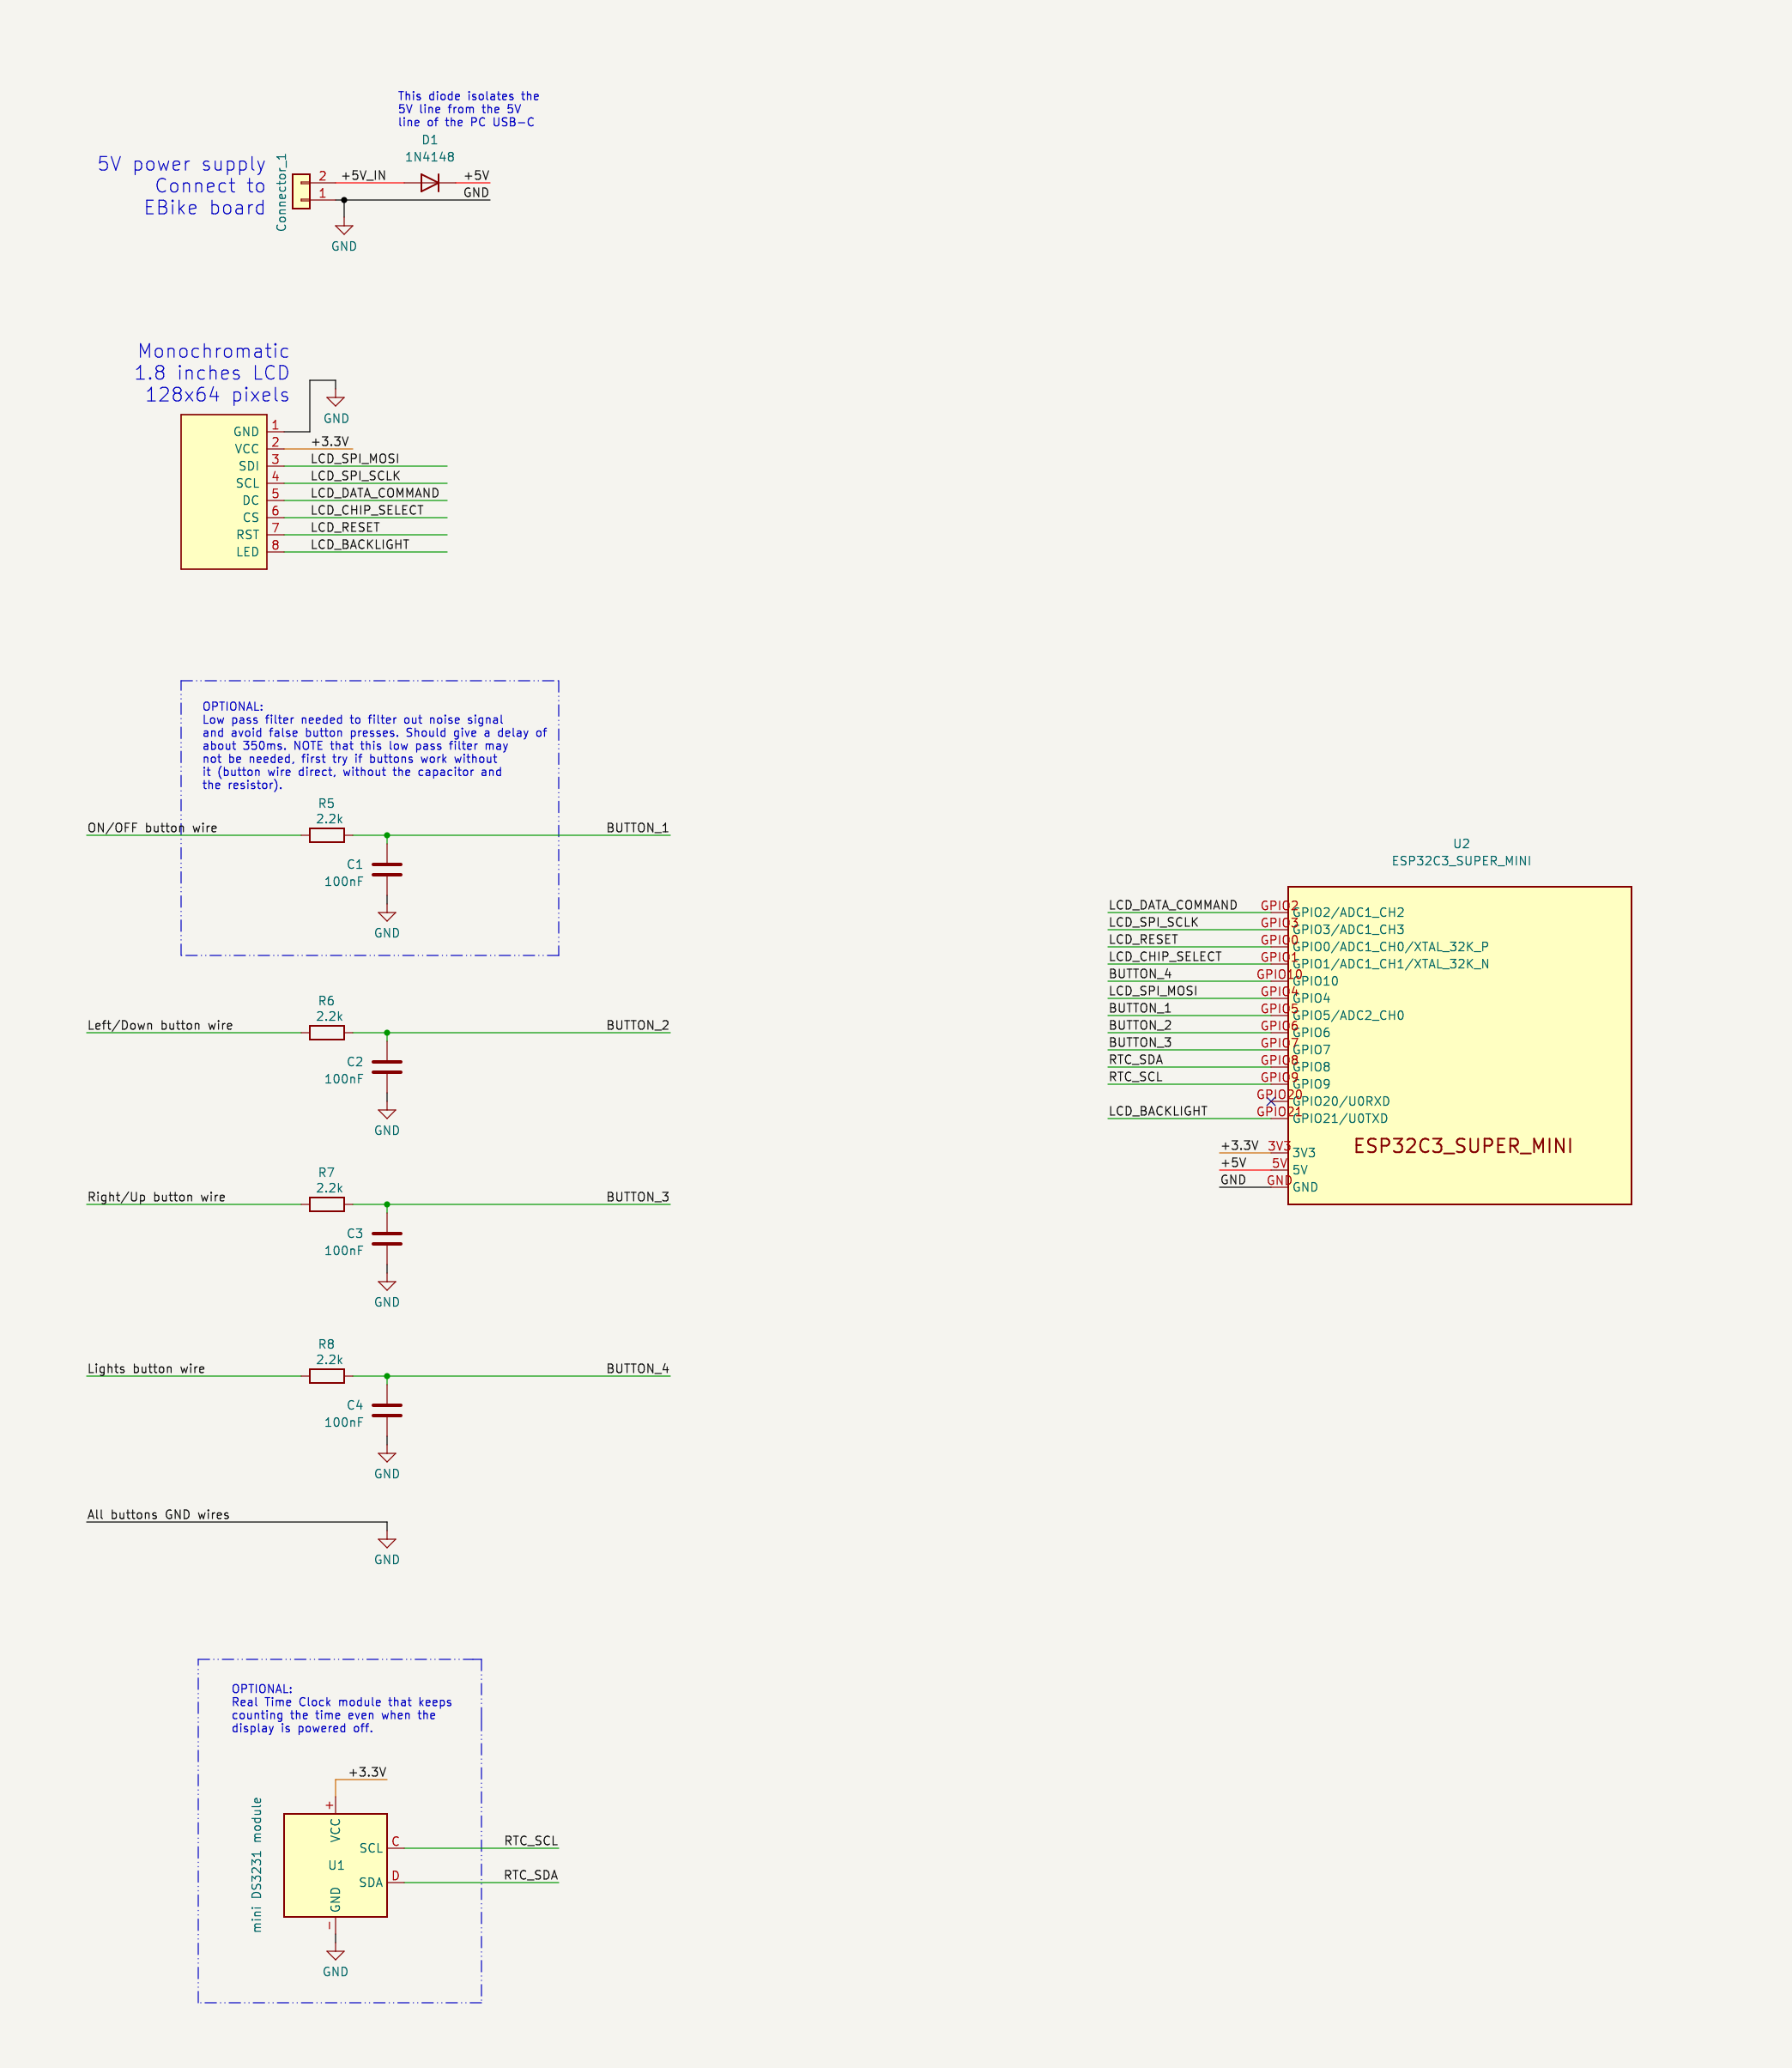 This diode isolates the
5V line from the 5V
line of the PC USB-C
D1
1N4148
5V power supply
Connect to
EBike board
Connector_1
2
1
+5V_IN
+5V
GND
GND
Monochromatic
1.8 inches LCD
128x64 pixels
GND
GND 1
VCC 2 +3.3V
SDI 3 LCD_SPI_MOSI
SCL 4 LCD_SPI_SCLK
DC 5 LCD_DATA_COMMAND
CS 6 LCD_CHIP_SELECT
RST 7 LCD_RESET
LED 8 LCD_BACKLIGHT
OPTIONAL:
Low pass filter needed to filter out noise signal
and avoid false button presses. Should give a delay of
about 350ms. NOTE that this low pass filter may
not be needed, first try if buttons work without
it (button wire direct, without the capacitor and
the resistor).
R5
2.2k
ON/OFF button wire
BUTTON_1
C1
100nF
GND
R6
2.2k
Left/Down button wire
BUTTON_2
C2
100nF
GND
R7
2.2k
Right/Up button wire
BUTTON_3
C3
100nF
GND
R8
2.2k
Lights button wire
BUTTON_4
C4
100nF
GND
All buttons GND wires
GND
OPTIONAL:
Real Time Clock module that keeps
counting the time even when the
display is powered off.
+3.3V
+
VCC
mini DS3231 module
U1
SCL C RTC_SCL
SDA D RTC_SDA
GND
-
GND
U2
ESP32C3_SUPER_MINI
LCD_DATA_COMMAND GPIO2 GPIO2/ADC1_CH2
LCD_SPI_SCLK GPIO3 GPIO3/ADC1_CH3
LCD_RESET GPIO0 GPIO0/ADC1_CH0/XTAL_32K_P
LCD_CHIP_SELECT GPIO1 GPIO1/ADC1_CH1/XTAL_32K_N
BUTTON_4 GPIO10 GPIO10
LCD_SPI_MOSI GPIO4 GPIO4
BUTTON_1 GPIO5 GPIO5/ADC2_CH0
BUTTON_2 GPIO6 GPIO6
BUTTON_3 GPIO7 GPIO7
RTC_SDA GPIO8 GPIO8
RTC_SCL GPIO9 GPIO9
GPIO20 GPIO20/U0RXD
LCD_BACKLIGHT GPIO21 GPIO21/U0TXD
ESP32C3_SUPER_MINI
+3.3V 3V3 3V3
+5V 5V 5V
GND GND GND